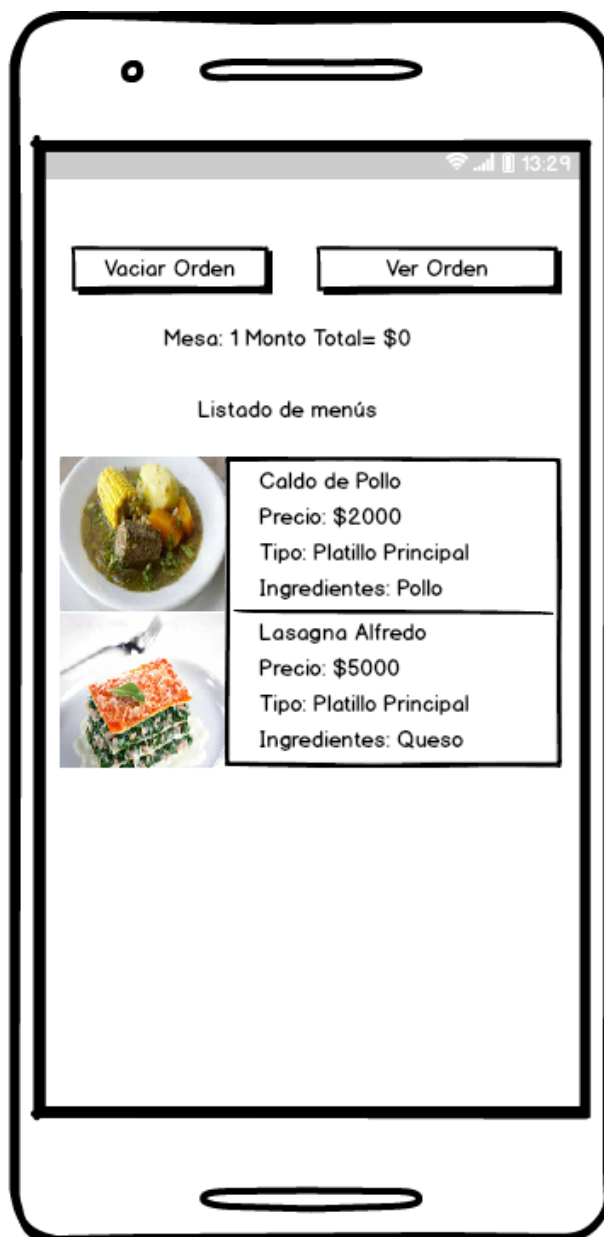 13:29
Vaciar Orden
Ver Orden
Mesa: 1 Monto Total= $0
Listado de menús
Caldo de Pollo
Precio: $2000
Tipo: Platillo Principal
Ingredientes: Pollo
Lasagna Alfredo
Precio: $5000
Tipo: Platillo Principal
Ingredientes: Queso